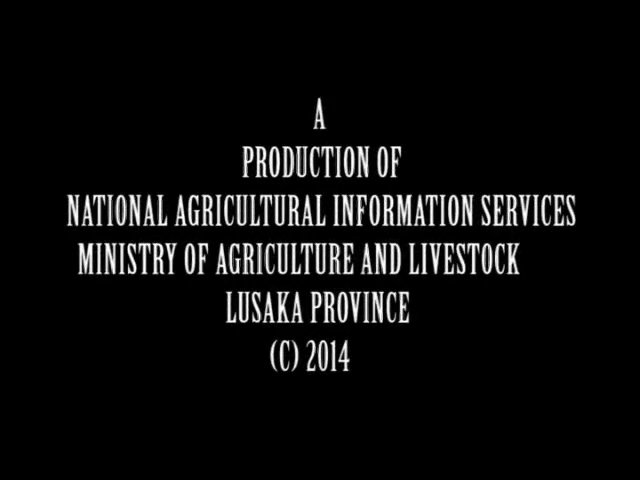 A
PRODUCTION OF
NATIONAL AGRICULTURAL INFORMATION SERVICES
MINISTRY OF AGRICULTURE AND LIVESTOCK
LUSAKA PROVINCE
(C) 2014